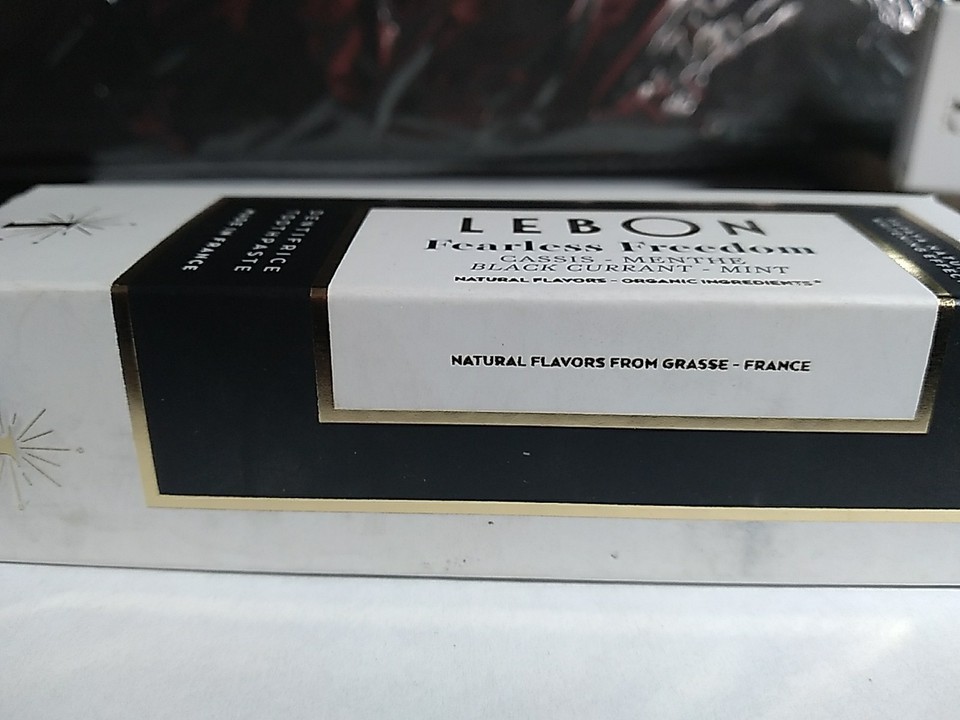 LEBON
Fearless Freedom
CASSIS - MENTHE
BLACK CURRANT - MINT
NATURAL FLAVORS - ORGANIC INGREDIENTS*
NATURAL FLAVORS FROM GRASSE - FRANCE
DENTIFRICE
TOOTHPASTE
MADE IN FRANCE